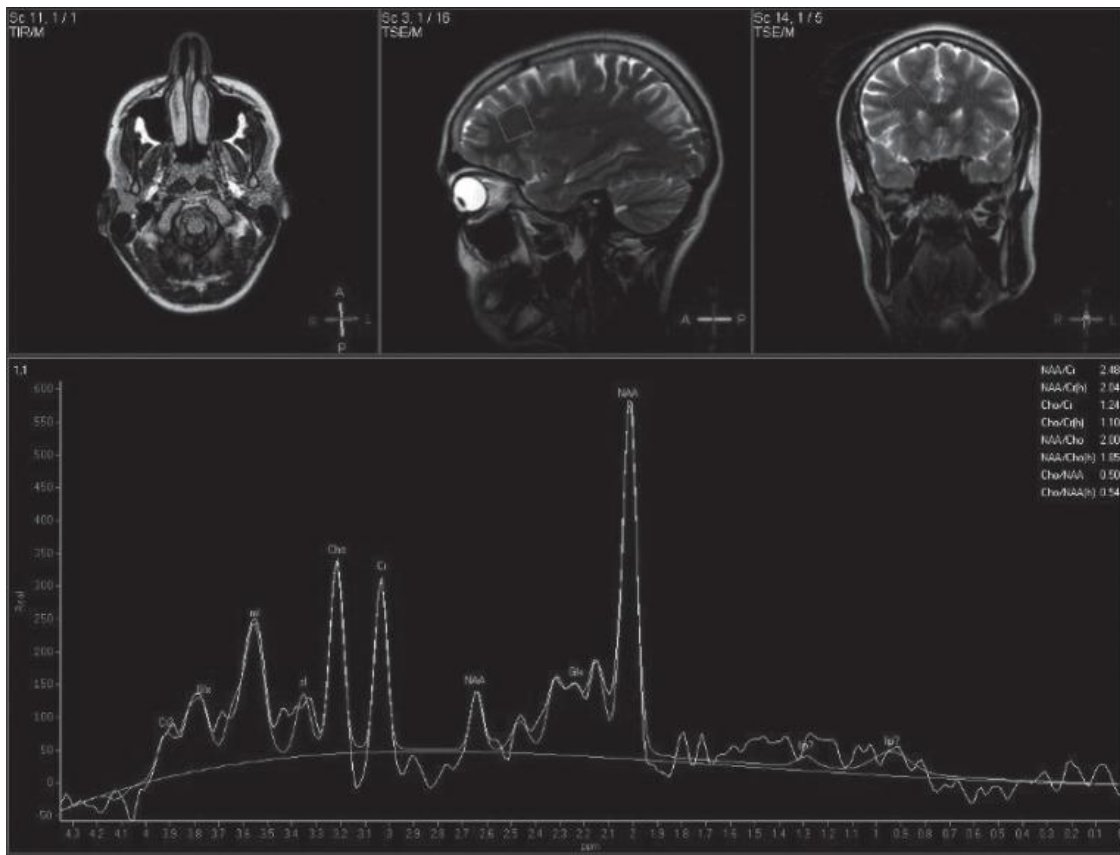 Sc 11, 1 / 1
TIR/M
Sc 3, 1 / 16
TSE/M
Sc 14, 1 / 5
TSE/M
A
L
P
A P
R L
1,1
NAA/Cr 2.48
NAA/Cr(h) 2.04
Cho/Cr 1.24
Cho/Cr(h) 1.10
NAA/Cho 2.00
NAA/Cho(h) 1.85
Cho/NAA 0.50
Cho/NAA(h) 0.54
600
550
500
450
400
350
300
250
200
150
100
50
0
-50
Real
NAA
Cho
Cr
mI
sI
Glx
NAA
Glx
lip?
lip?
4.3 4.2 4.1 4 3.9 3.8 3.7 3.6 3.5 3.4 3.3 3.2 3.1 3 2.9 2.8 2.7 2.6 2.5 2.4 2.3 2.2 2.1 2 1.9 1.8 1.7 1.6 1.5 1.4 1.3 1.2 1.1 1 0.9 0.8 0.7 0.6 0.5 0.4 0.3 0.2 0.1
ppm